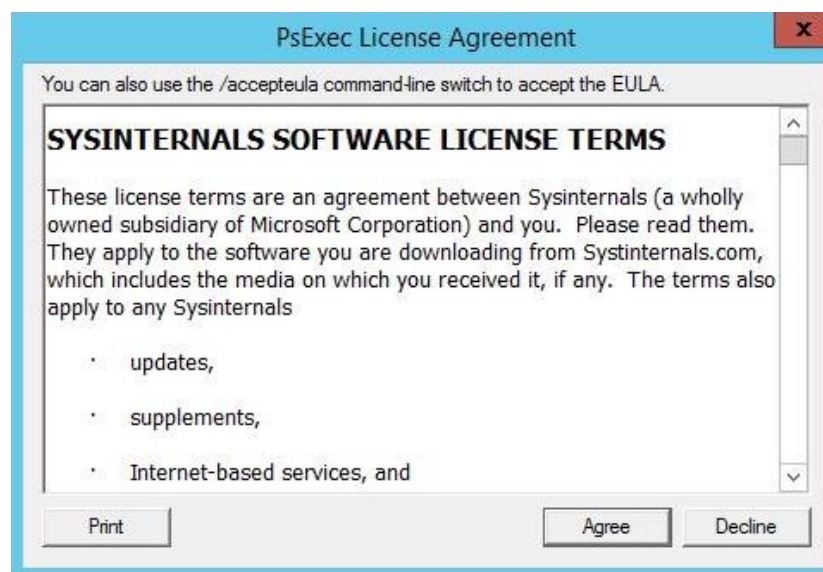 PsExec License Agreement
x
You can also use the /accepteula command-line switch to accept the EULA.
SYSINTERNALS SOFTWARE LICENSE TERMS
These license terms are an agreement between Sysinternals (a wholly
owned subsidiary of Microsoft Corporation) and you.  Please read them.
They apply to the software you are downloading from Systinternals.com,
which includes the media on which you received it, if any.  The terms also
apply to any Sysinternals
· updates,
· supplements,
· Internet-based services, and
Print
Agree
Decline